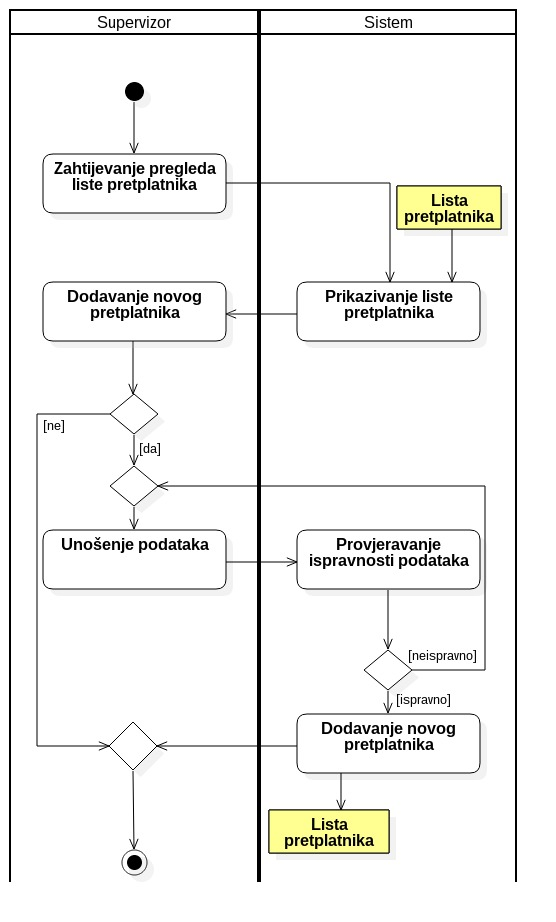 Supervizor
Sistem
Zahtijevanje pregleda
liste pretplatnika
Lista
pretplatnika
Dodavanje novog
pretplatnika
Prikazivanje liste
pretplatnika
[ne]
[da]
Unošenje podataka
Provjeravanje
ispravnosti podataka
[neispravno]
[ispravno]
Dodavanje novog
pretplatnika
Lista
pretplatnika